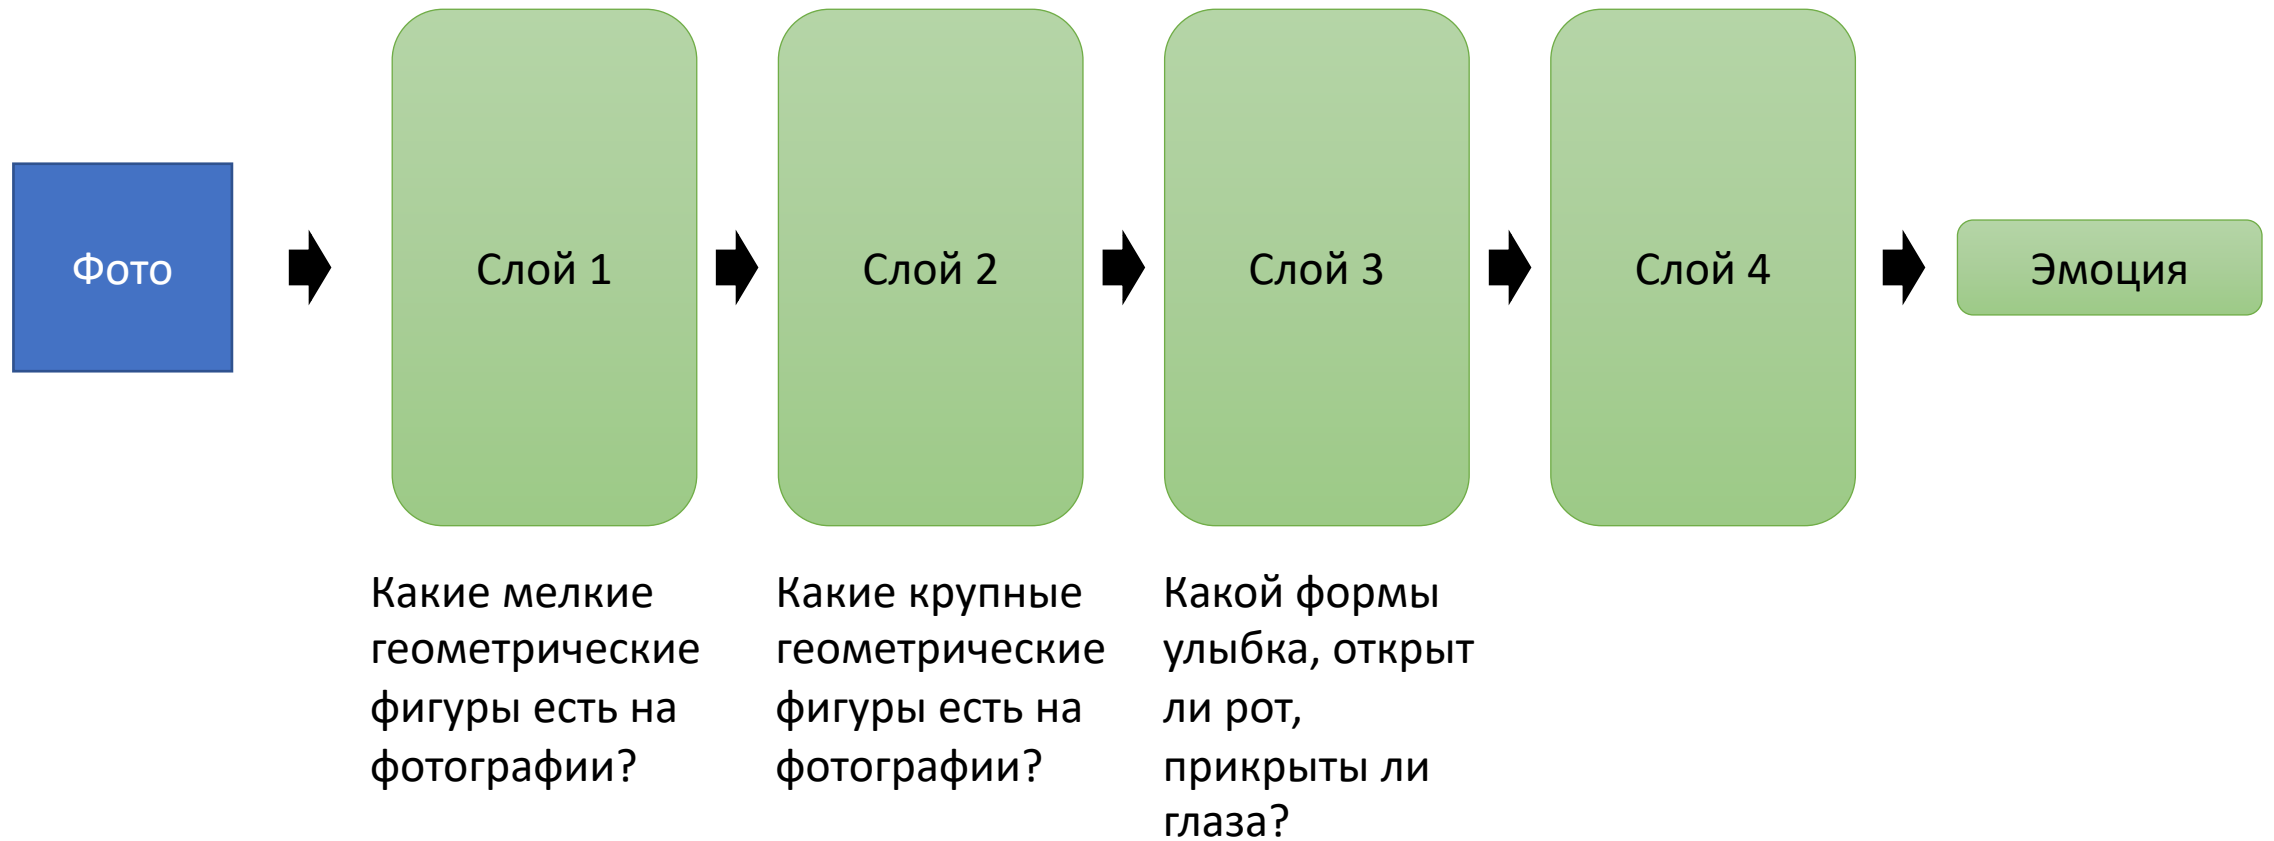 Фото
Слой 1
Слой 2
Слой 3
Слой 4
Эмоция
Какие мелкие
геометрические
фигуры есть на
фотографии?
Какие крупные
геометрические
фигуры есть на
фотографии?
Какой формы
улыбка, открыт
ли рот,
прикрыты ли
глаза?